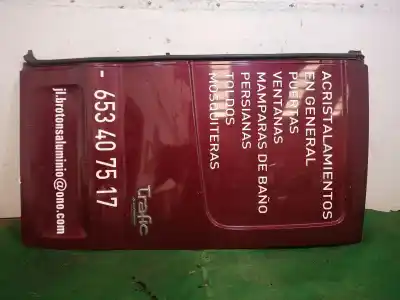 ACRISTALAMIENTOS
EN GENERAL
PUERTAS
VENTANAS
MAMPARAS DE BAÑO
PERSIANAS
TOLDOS
MOSQUITERAS
trafic
- 653 40 75 17
jl.brotonsaluminio@ono.com